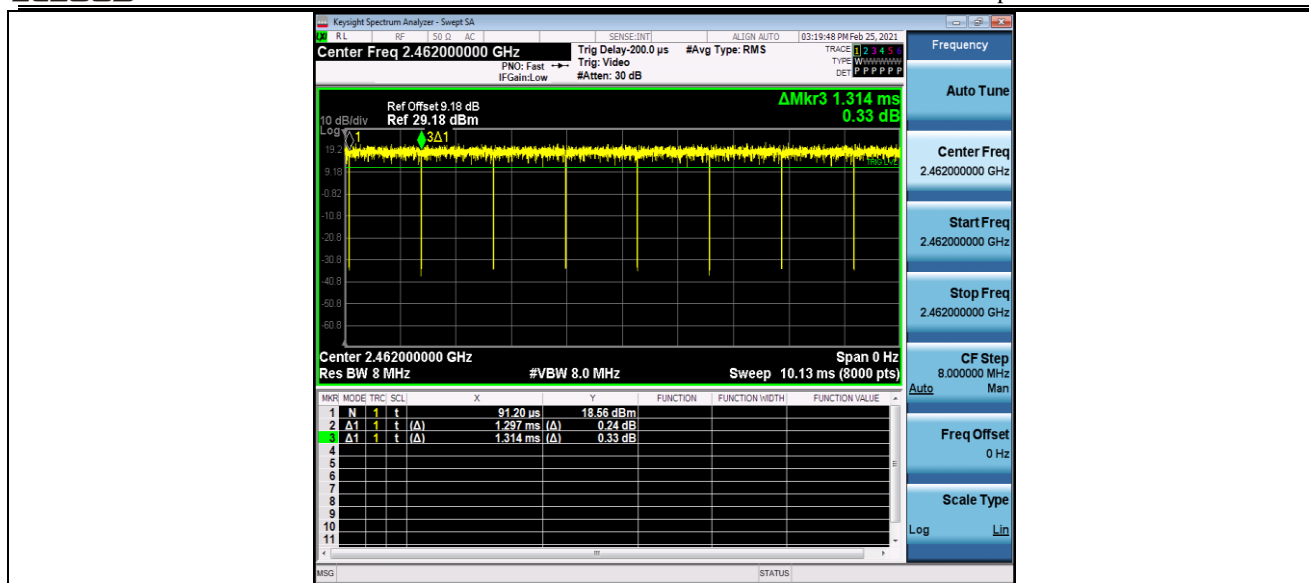 Keysight Spectrum Analyzer - Swept SA
RL RF 50 Ω AC SENSE:INT ALIGN AUTO 03:19:48 PM Feb 25, 2021
Center Freq 2.462000000 GHz
PNO: Fast
IFGain:Low
Trig Delay-200.0 µs
Trig: Video
#Atten: 30 dB
#Avg Type: RMS
TRACE 1 2 3 4 5 6
TYPE WWWWWW
DET P P P P P P
Frequency
Auto Tune
Center Freq
2.462000000 GHz
Start Freq
2.462000000 GHz
Stop Freq
2.462000000 GHz
CF Step
8.000000 MHz
Auto Man
Freq Offset
0 Hz
Scale Type
Log Lin
ΔMkr3 1.314 ms
0.33 dB
Ref Offset 9.18 dB
10 dB/div Ref 29.18 dBm
Log
1 3Δ1
19.2
9.18
-0.82
-10.8
-20.8
-30.8
-40.8
-50.8
-60.8
TRIG LVL
Center 2.462000000 GHz Span 0 Hz
Res BW 8 MHz #VBW 8.0 MHz Sweep 10.13 ms (8000 pts)
MKR MODE TRC SCL X Y FUNCTION FUNCTION WIDTH FUNCTION VALUE
1 N 1 t 91.20 µs 18.56 dBm
2 Δ1 1 t (Δ) 1.297 ms (Δ) 0.24 dB
3 Δ1 1 t (Δ) 1.314 ms (Δ) 0.33 dB
4
5
6
7
8
9
10
11
MSG STATUS